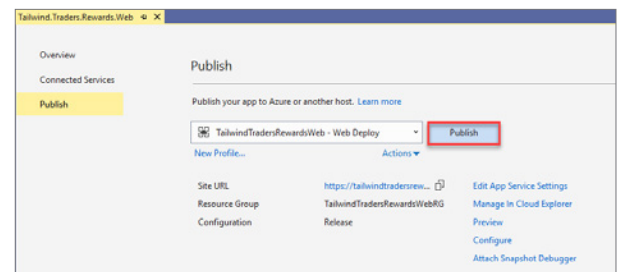 Tailwind.Traders.Rewards.Web
Overview
Connected Services
Publish
Publish
Publish your app to Azure or another host. Learn more
TailwindTradersRewardsWeb - Web Deploy
Publish
New Profile...
Actions
Site URL
https://tailwindtradersrew...
Edit App Service Settings
Resource Group
TailwindTradersRewardsWebRG
Manage in Cloud Explorer
Configuration
Release
Preview
Configure
Attach Snapshot Debugger